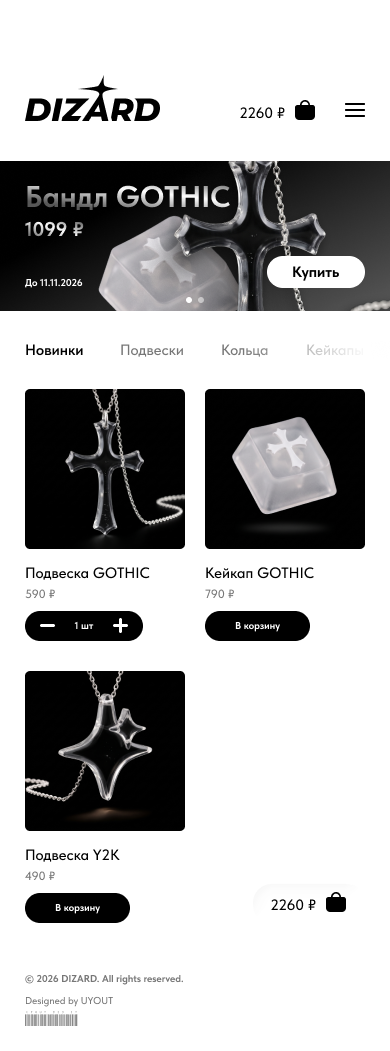 DIZARD
2260 ₽
Бандл GOTHIC
1099 ₽
До 11.11.2026
Купить
Новинки Подвески Кольца Кейкапы
Подвеска GOTHIC
590 ₽
1 шт
Кейкап GOTHIC
790 ₽
В корзину
Подвеска Y2K
490 ₽
В корзину
2260 ₽
© 2026 DIZARD. All rights reserved.
Designed by UYOUT